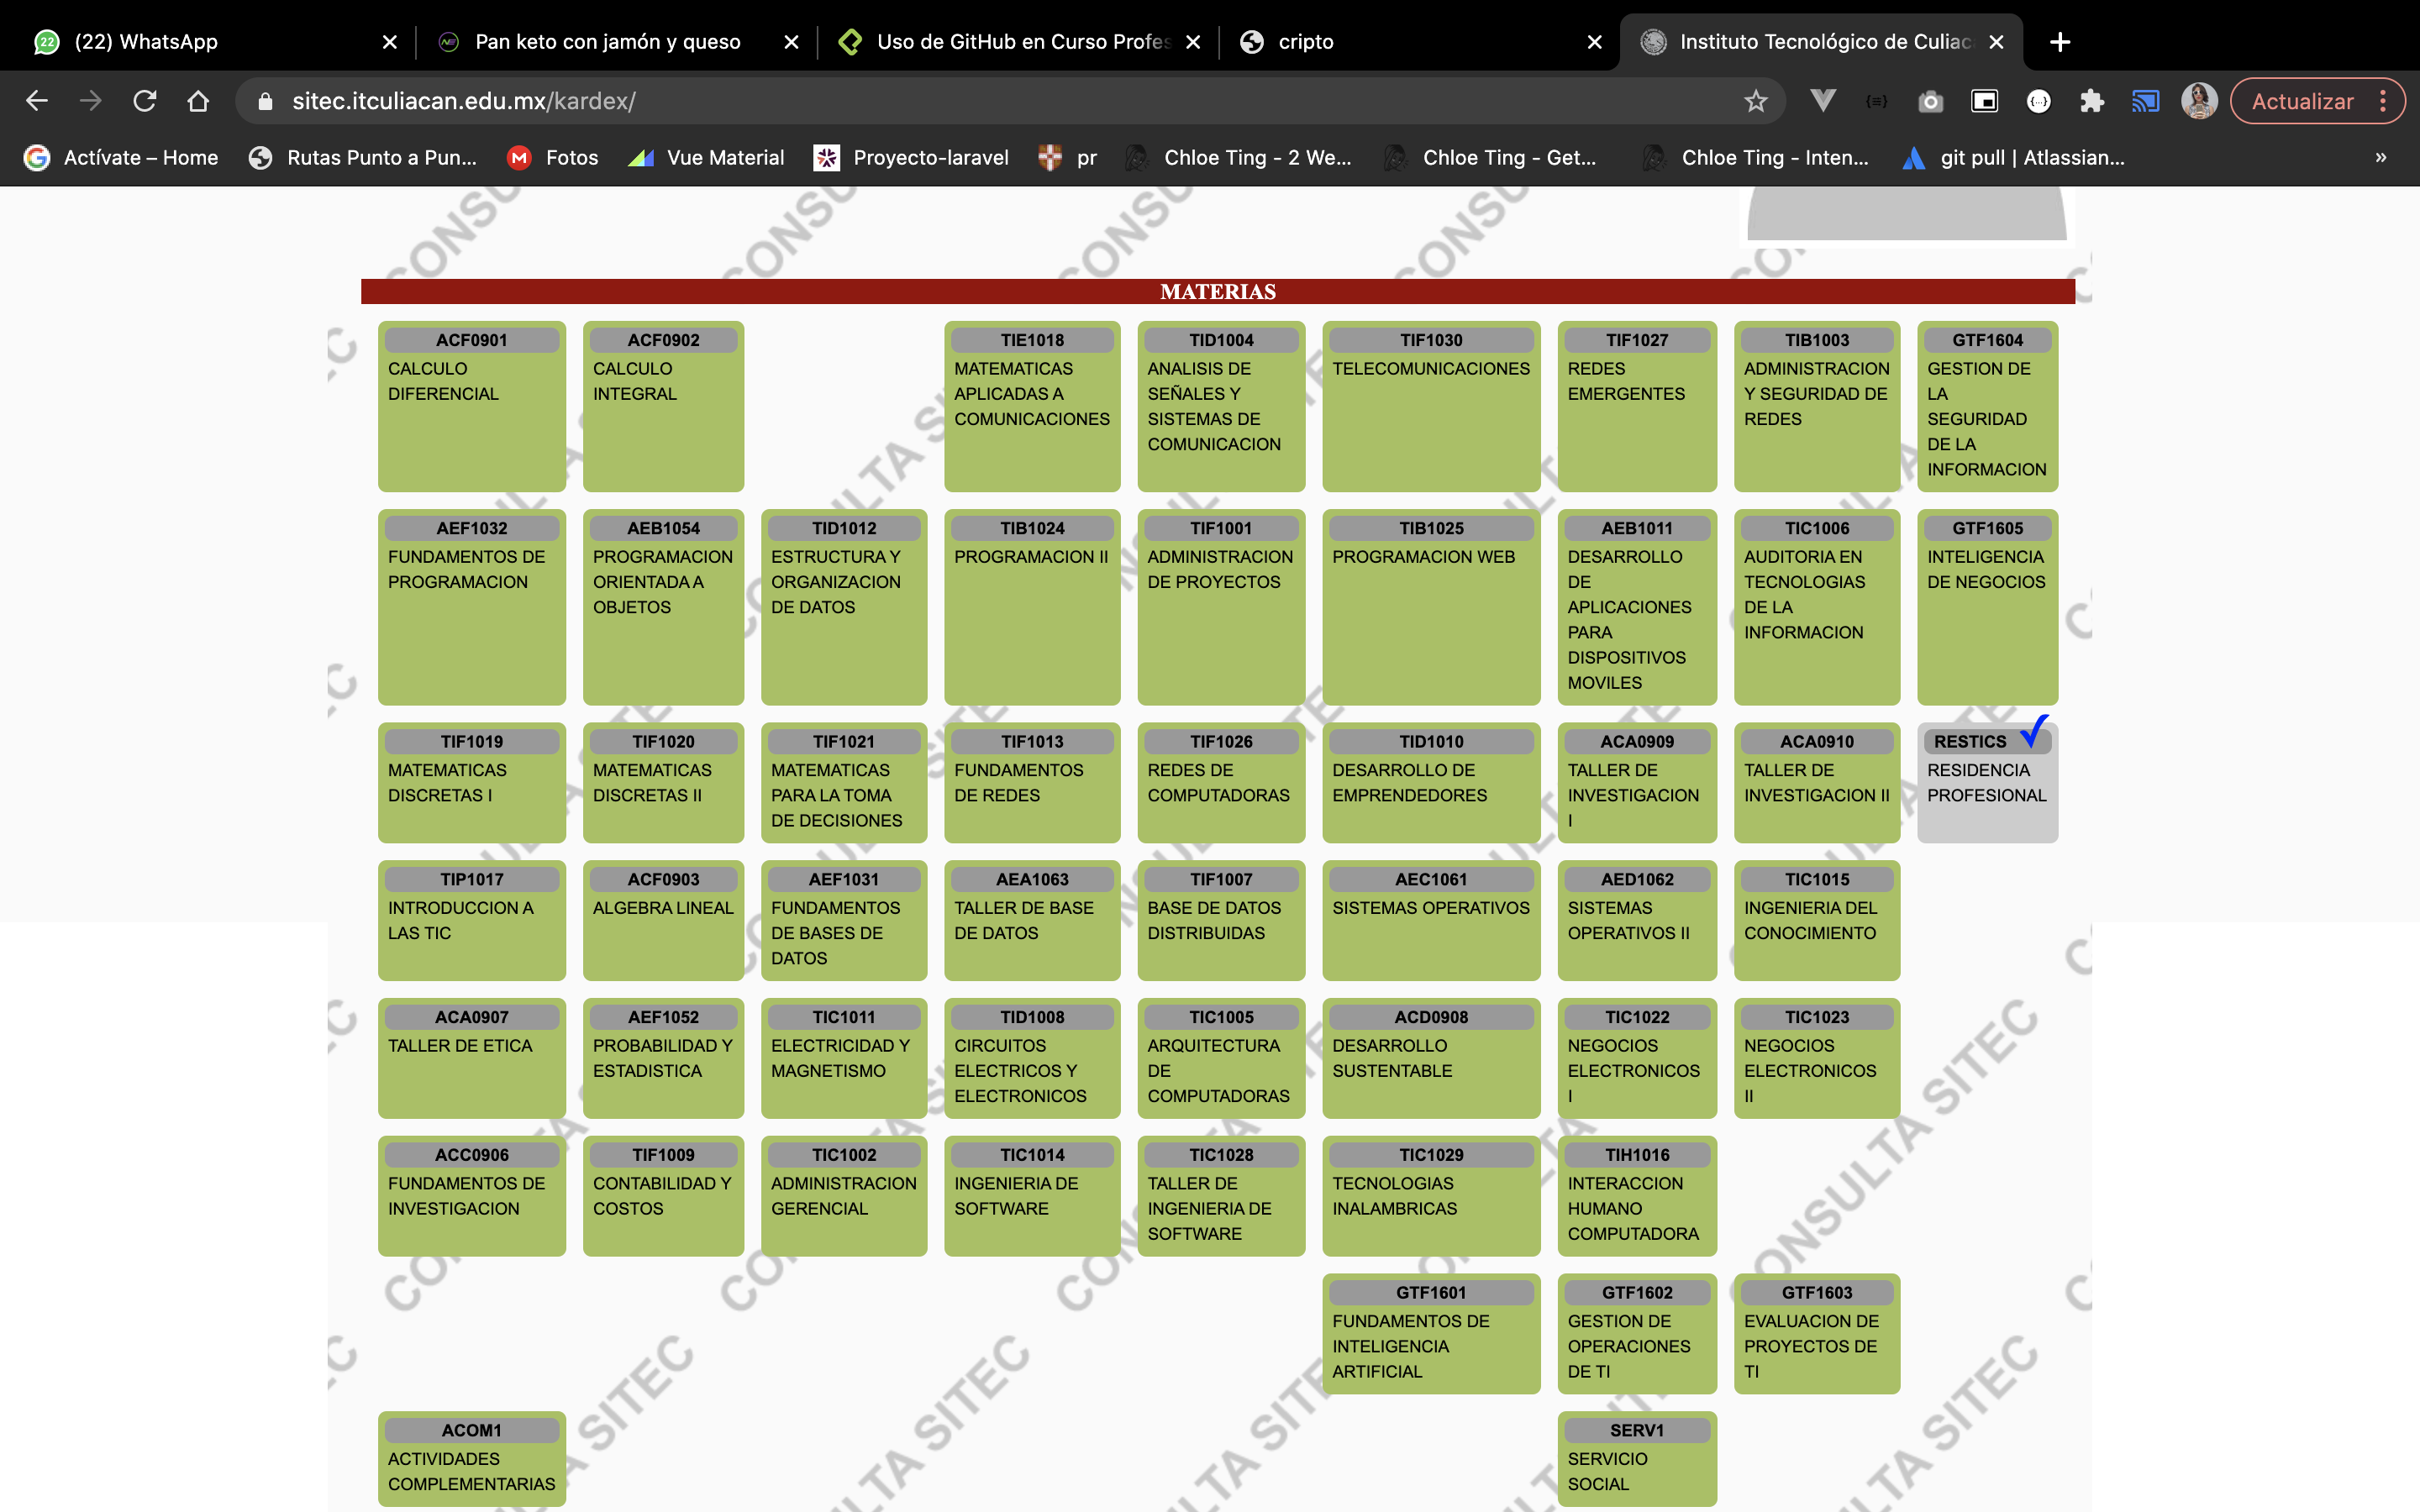 22
(22) WhatsApp
Pan keto con jamón y queso
Uso de GitHub en Curso Profes
cripto
Instituto Tecnológico de Culiac
sitec.itculiacan.edu.mx/kardex/
Actualizar
Actívate – Home
Rutas Punto a Pun...
Fotos
Vue Material
Proyecto-laravel
pr
Chloe Ting - 2 We...
Chloe Ting - Get...
Chloe Ting - Inten...
git pull | Atlassian...
»
MATERIAS
ACF0901
CALCULO
DIFERENCIAL
ACF0902
CALCULO
INTEGRAL
TIE1018
MATEMATICAS
APLICADAS A
COMUNICACIONES
TID1004
ANALISIS DE
SEÑALES Y
SISTEMAS DE
COMUNICACION
TIF1030
TELECOMUNICACIONES
TIF1027
REDES
EMERGENTES
TIB1003
ADMINISTRACION
Y SEGURIDAD DE
REDES
GTF1604
GESTION DE
LA
SEGURIDAD
DE LA
INFORMACION
AEF1032
FUNDAMENTOS DE
PROGRAMACION
AEB1054
PROGRAMACION
ORIENTADA A
OBJETOS
TID1012
ESTRUCTURA Y
ORGANIZACION
DE DATOS
TIB1024
PROGRAMACION II
TIF1001
ADMINISTRACION
DE PROYECTOS
TIB1025
PROGRAMACION WEB
AEB1011
DESARROLLO
DE
APLICACIONES
PARA
DISPOSITIVOS
MOVILES
TIC1006
AUDITORIA EN
TECNOLOGIAS
DE LA
INFORMACION
GTF1605
INTELIGENCIA
DE NEGOCIOS
TIF1019
MATEMATICAS
DISCRETAS I
TIF1020
MATEMATICAS
DISCRETAS II
TIF1021
MATEMATICAS
PARA LA TOMA
DE DECISIONES
TIF1013
FUNDAMENTOS
DE REDES
TIF1026
REDES DE
COMPUTADORAS
TID1010
DESARROLLO DE
EMPRENDEDORES
ACA0909
TALLER DE
INVESTIGACION
I
ACA0910
TALLER DE
INVESTIGACION II
RESTICS
RESIDENCIA
PROFESIONAL
TIP1017
INTRODUCCION A
LAS TIC
ACF0903
ALGEBRA LINEAL
AEF1031
FUNDAMENTOS
DE BASES DE
DATOS
AEA1063
TALLER DE BASE
DE DATOS
TIF1007
BASE DE DATOS
DISTRIBUIDAS
AEC1061
SISTEMAS OPERATIVOS
AED1062
SISTEMAS
OPERATIVOS II
TIC1015
INGENIERIA DEL
CONOCIMIENTO
ACA0907
TALLER DE ETICA
AEF1052
PROBABILIDAD Y
ESTADISTICA
TIC1011
ELECTRICIDAD Y
MAGNETISMO
TID1008
CIRCUITOS
ELECTRICOS Y
ELECTRONICOS
TIC1005
ARQUITECTURA
DE
COMPUTADORAS
ACD0908
DESARROLLO
SUSTENTABLE
TIC1022
NEGOCIOS
ELECTRONICOS
I
TIC1023
NEGOCIOS
ELECTRONICOS
II
ACC0906
FUNDAMENTOS DE
INVESTIGACION
TIF1009
CONTABILIDAD Y
COSTOS
TIC1002
ADMINISTRACION
GERENCIAL
TIC1014
INGENIERIA DE
SOFTWARE
TIC1028
TALLER DE
INGENIERIA DE
SOFTWARE
TIC1029
TECNOLOGIAS
INALAMBRICAS
TIH1016
INTERACCION
HUMANO
COMPUTADORA
GTF1601
FUNDAMENTOS DE
INTELIGENCIA
ARTIFICIAL
GTF1602
GESTION DE
OPERACIONES
DE TI
GTF1603
EVALUACION DE
PROYECTOS DE
TI
ACOM1
ACTIVIDADES
COMPLEMENTARIAS
SERV1
SERVICIO
SOCIAL
CONSULTA SITEC